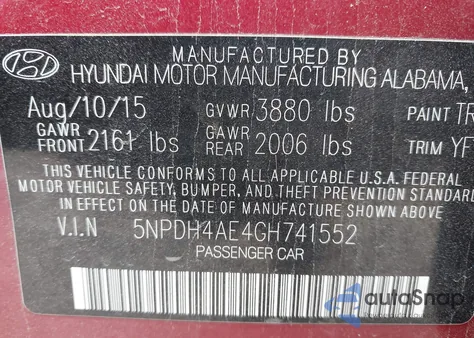 MANUFACTURED BY
HYUNDAI MOTOR MANUFACTURING ALABAMA,
Aug/10/15 GVWR 3880 lbs PAINT TR
GAWR FRONT 2161 lbs GAWR REAR 2006 lbs TRIM YF
THIS VEHICLE CONFORMS TO ALL APPLICABLE U.S.A. FEDERAL
MOTOR VEHICLE SAFETY, BUMPER, AND THEFT PREVENTION STANDARD
IN EFFECT ON THE DATE OF MANUFACTURE SHOWN ABOVE.
V.I.N 5NPDH4AE4GH741552
PASSENGER CAR
autoSnap